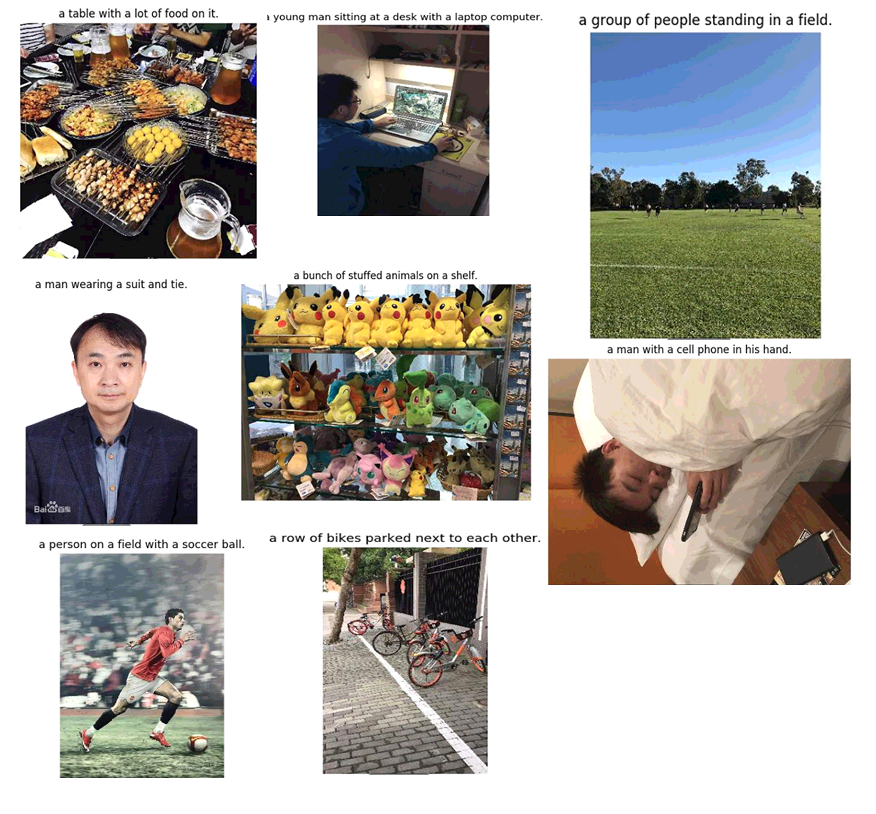 a table with a lot of food on it.
a young man sitting at a desk with a laptop computer.
a group of people standing in a field.
a man wearing a suit and tie.
a bunch of stuffed animals on a shelf.
a man with a cell phone in his hand.
Bai百度
a person on a field with a soccer ball.
a row of bikes parked next to each other.